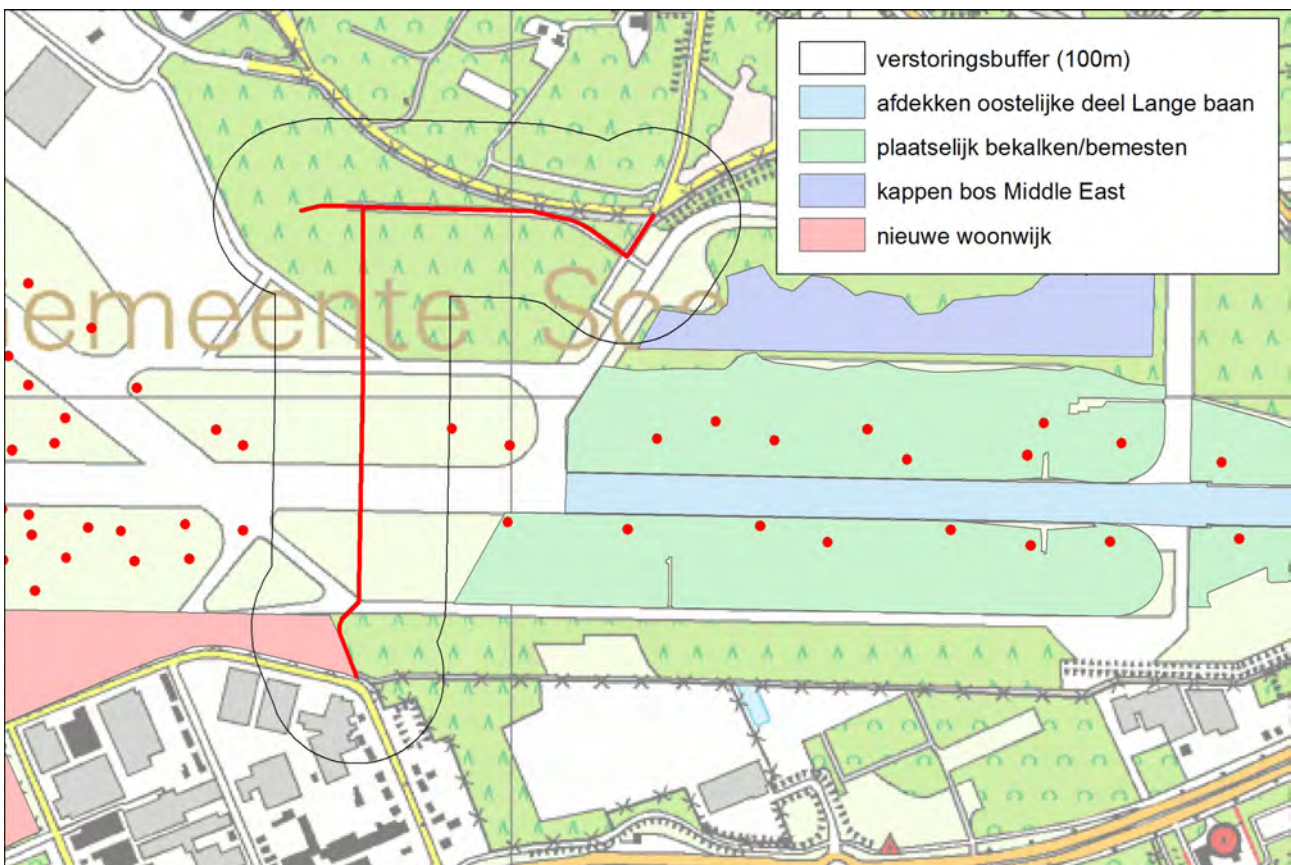 verstoringsbuffer (100m)
afdekken oostelijke deel Lange baan
plaatselijk bekalken/bemesten
kappen bos Middle East
nieuwe woonwijk
emeente Soe